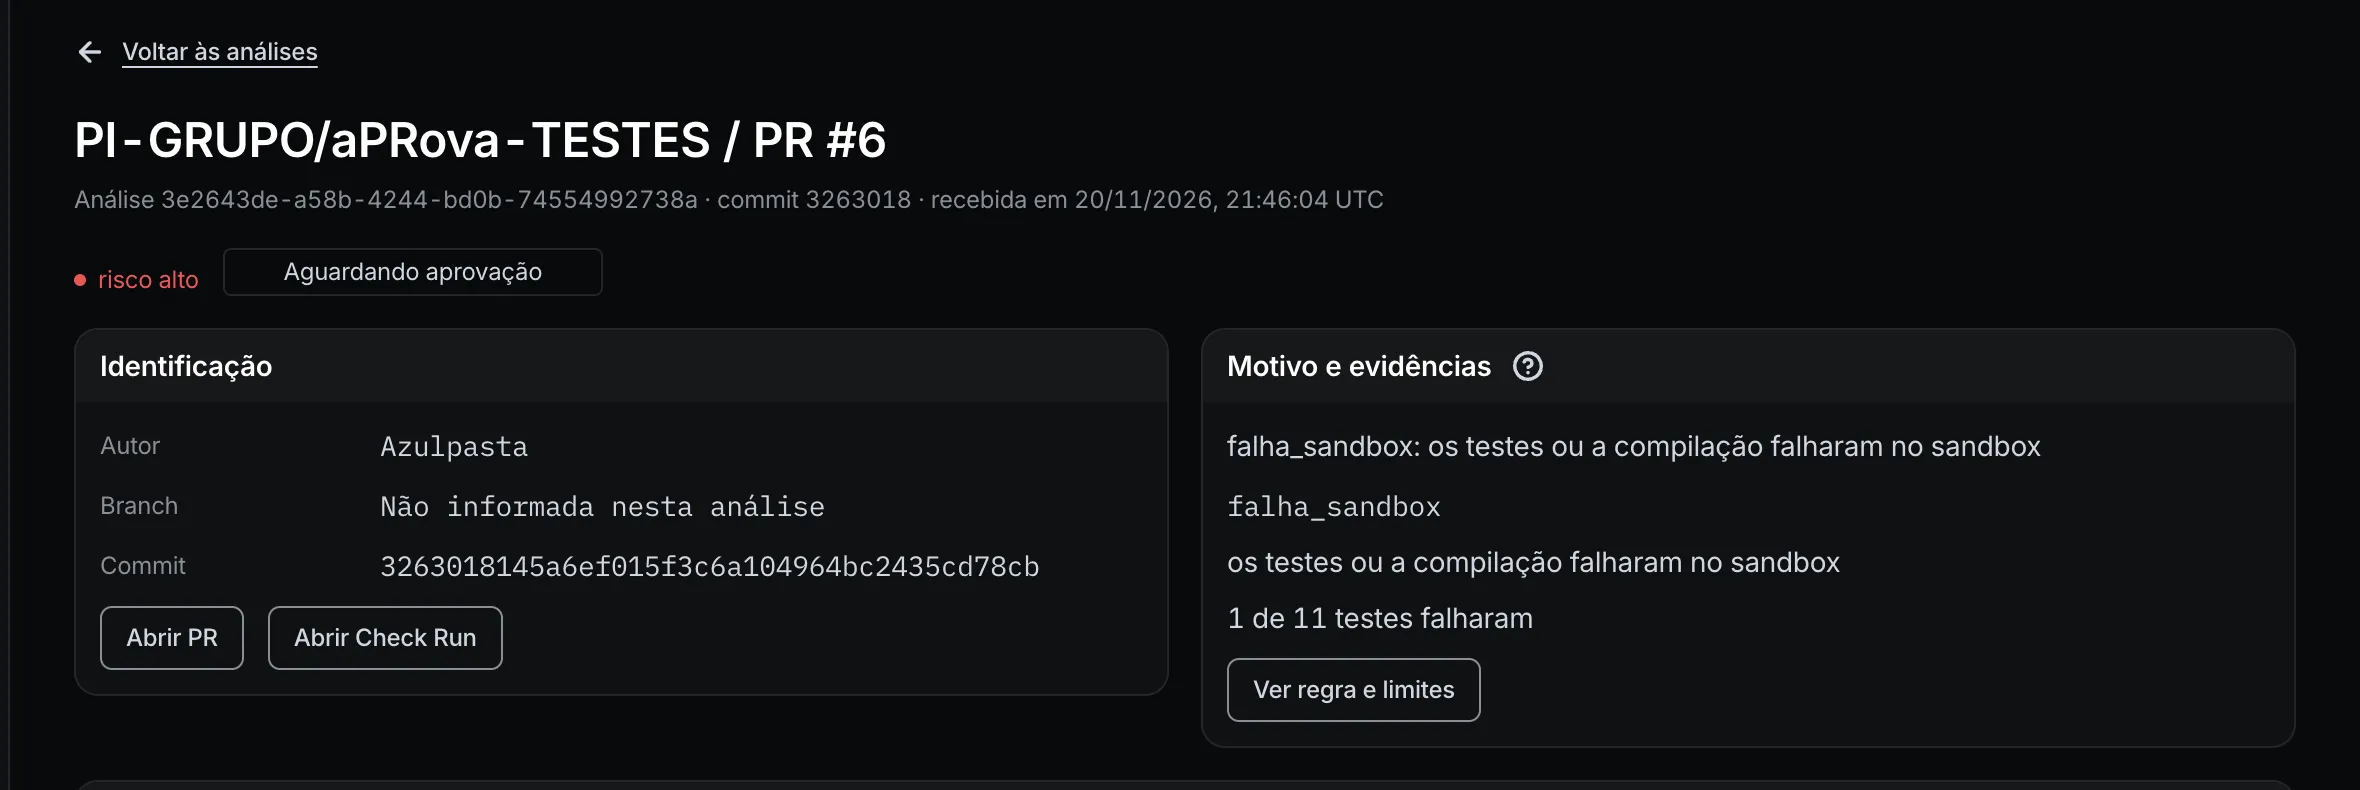 Voltar às análises
PI-GRUPO/aPRova-TESTES / PR #6
Análise 3e2643de-a58b-4244-bd0b-74554992738a · commit 3263018 · recebida em 20/11/2026, 21:46:04 UTC
risco alto
Aguardando aprovação
Identificação
Autor Azulpasta
Branch Não informada nesta análise
Commit 3263018145a6ef015f3c6a104964bc2435cd78cb
Abrir PR
Abrir Check Run
Motivo e evidências
falha_sandbox: os testes ou a compilação falharam no sandbox
falha_sandbox
os testes ou a compilação falharam no sandbox
1 de 11 testes falharam
Ver regra e limites